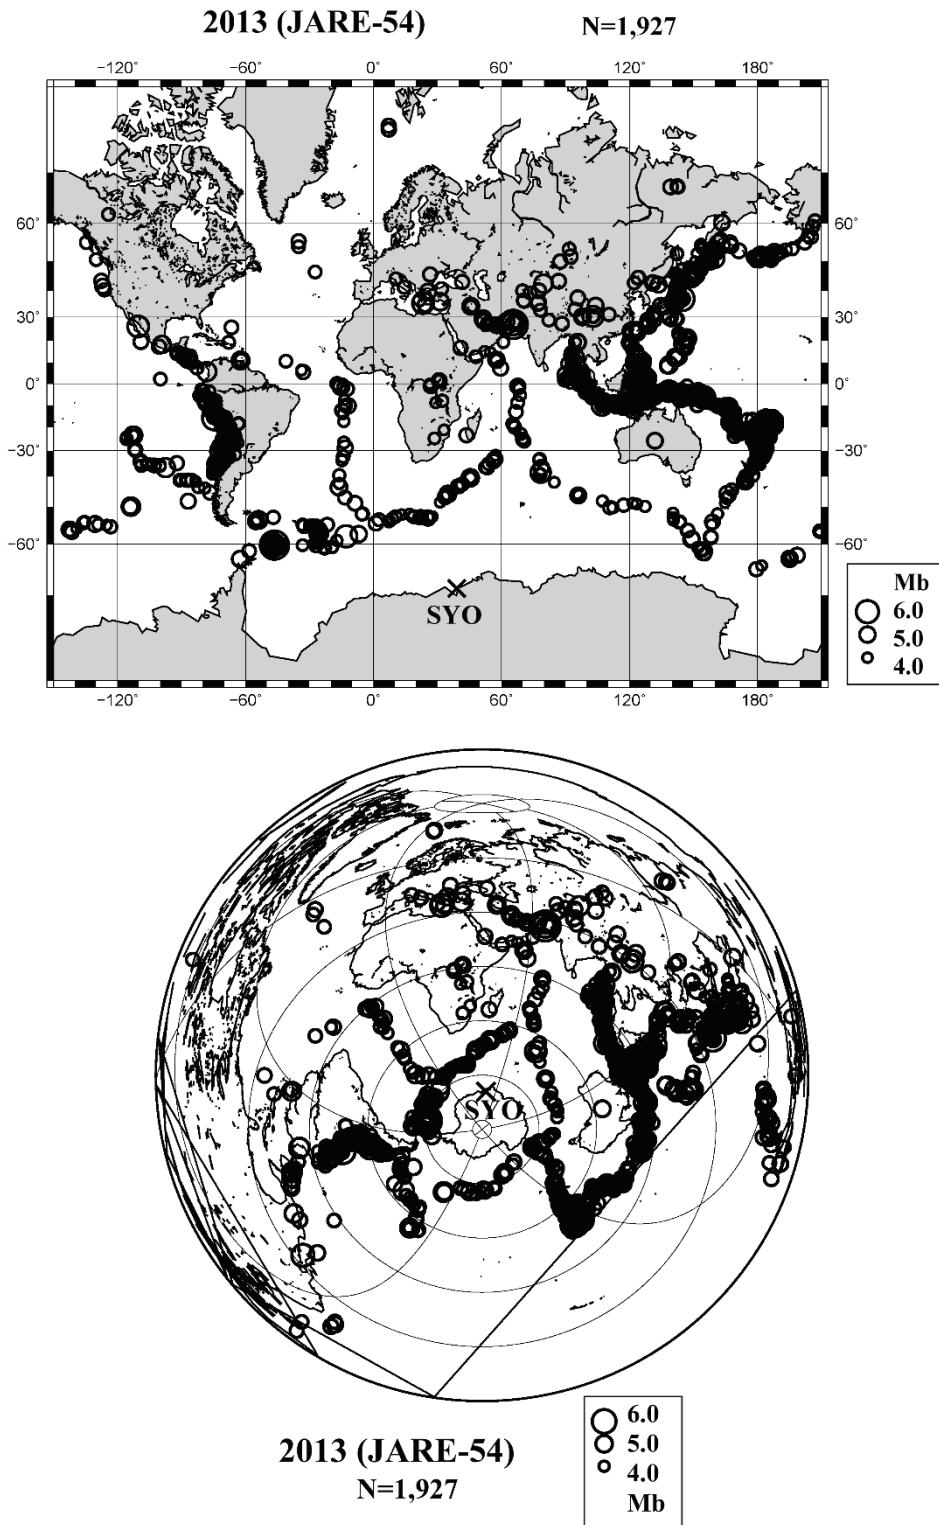 2013 (JARE-54) N=1,927
−120° −60° 0° 60° 120° 180°
60° 60°
30° 30°
0° 0°
−30° −30°
−60° −60°
SYO
−120° −60° 0° 60° 120° 180°
Mb
6.0
5.0
4.0
SYO
2013 (JARE-54)
N=1,927
6.0
5.0
4.0
Mb